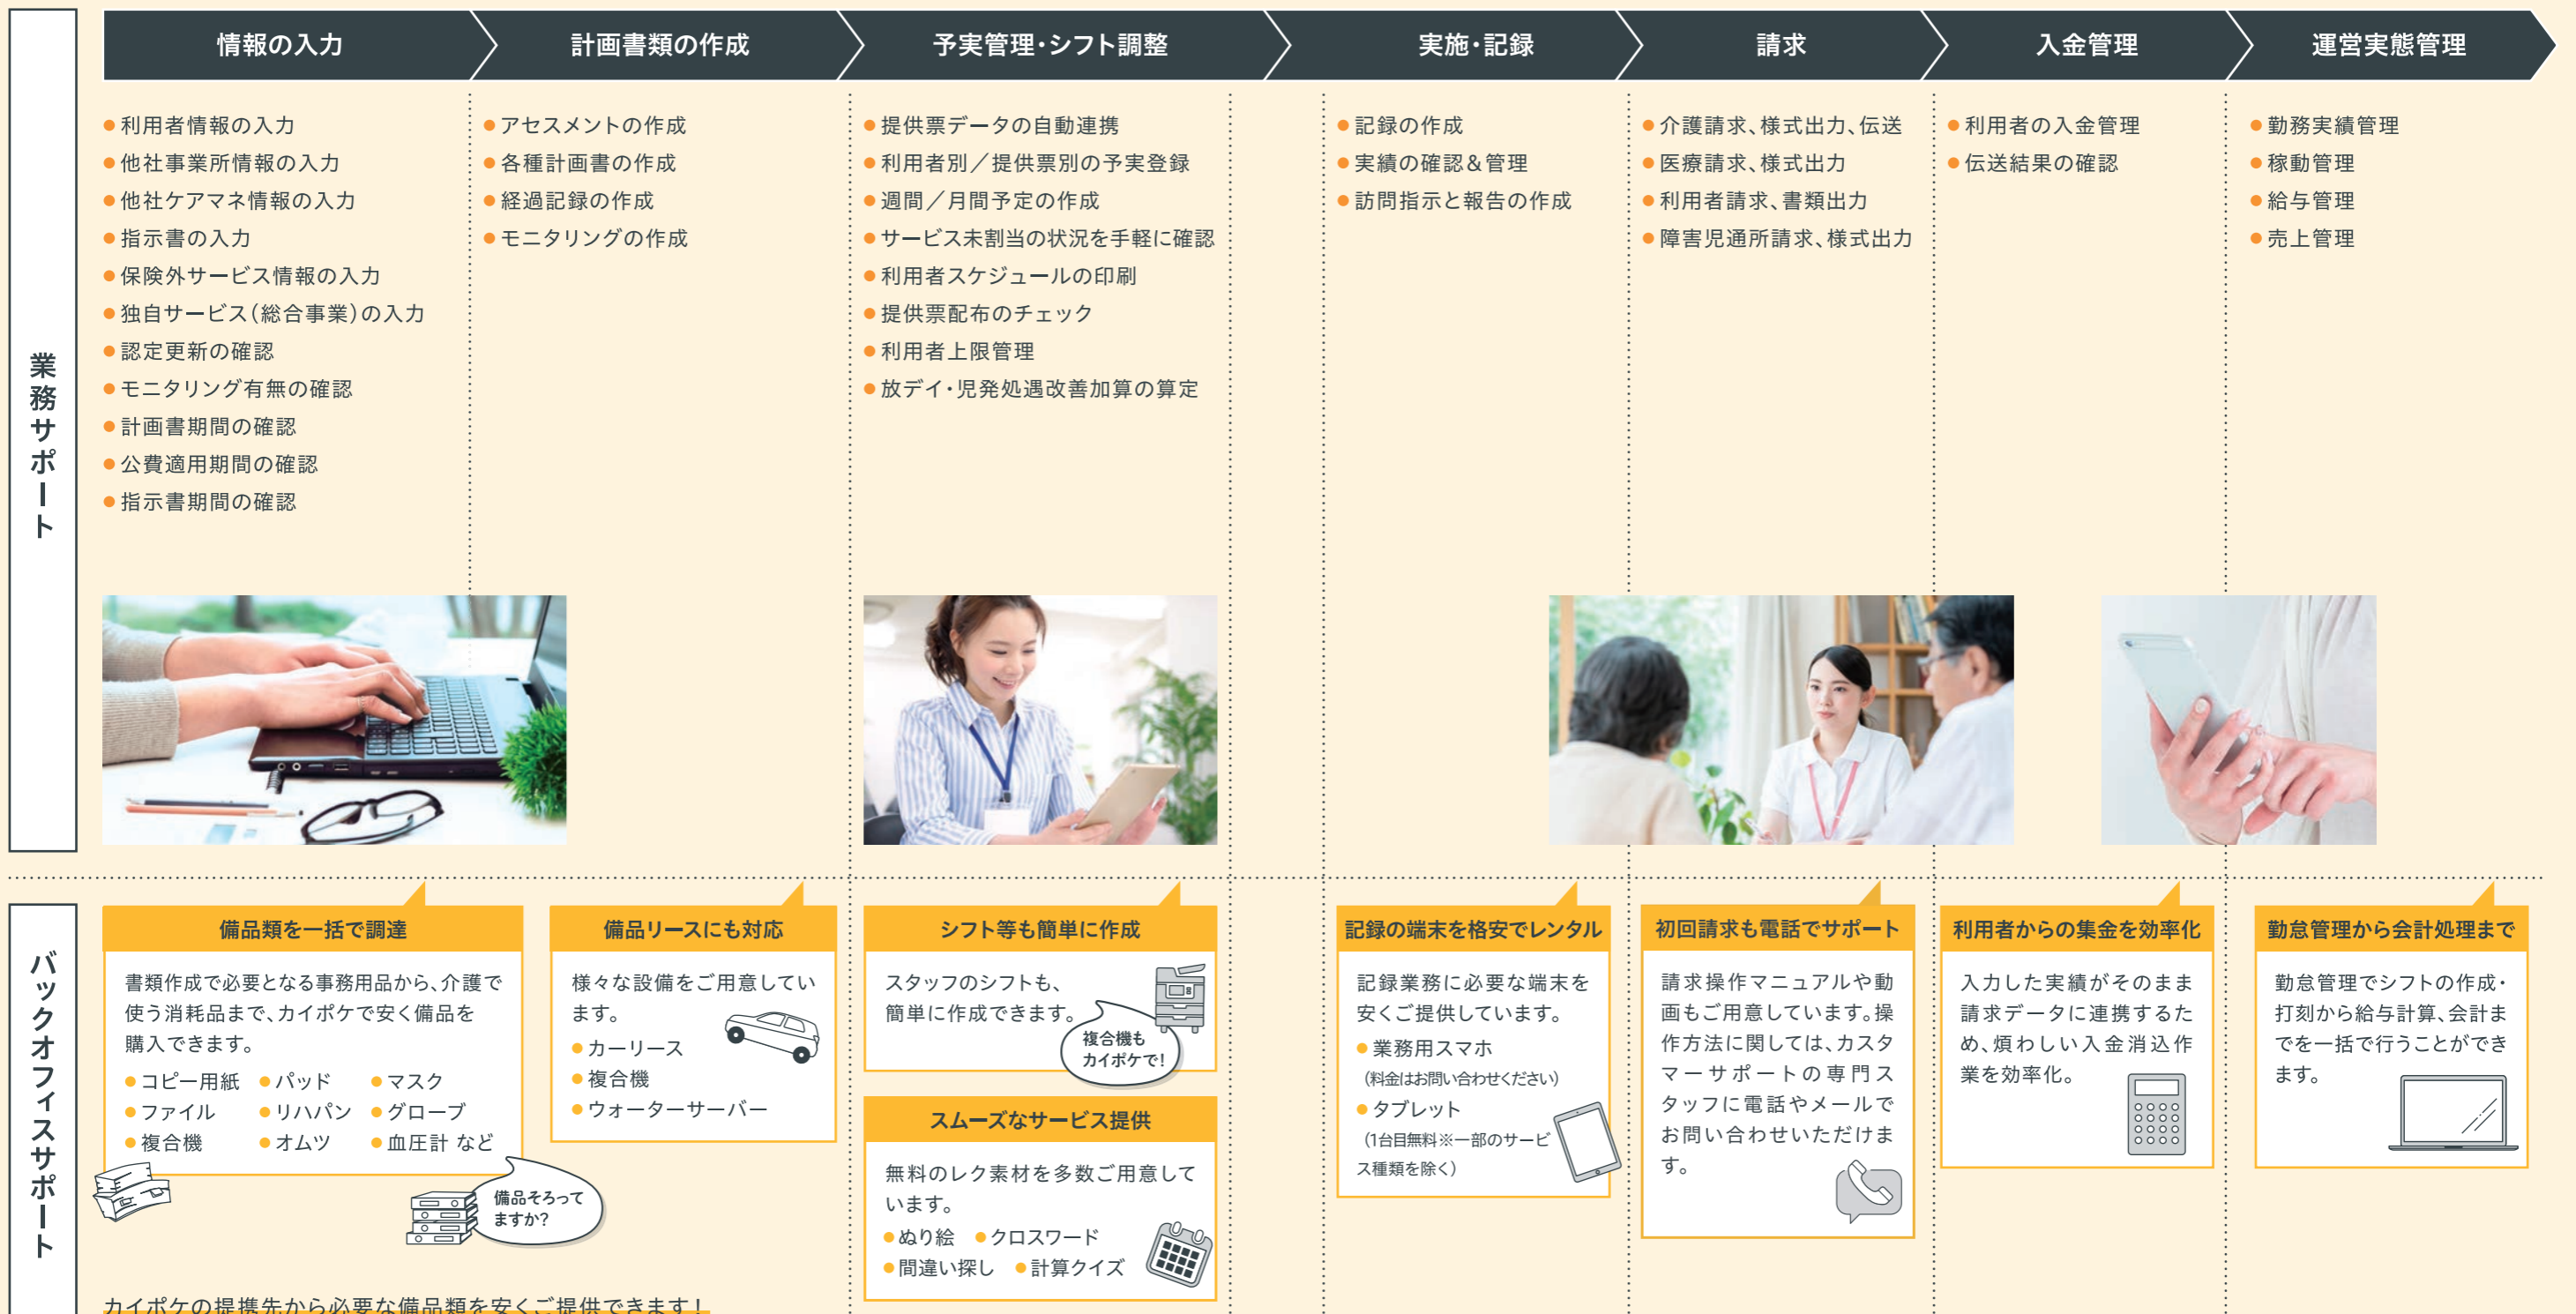 業務サポート
情報の入力
計画書類の作成
予実管理・シフト調整
実施・記録
請求
入金管理
運営実態管理
●利用者情報の入力
●他社事業所情報の入力
●他社ケアマネ情報の入力
●指示書の入力
●保険外サービス情報の入力
●独自サービス（総合事業）の入力
●認定更新の確認
●モニタリング有無の確認
●計画書期間の確認
●公費適用期間の確認
●指示書期間の確認
●アセスメントの作成
●各種計画書の作成
●経過記録の作成
●モニタリングの作成
●提供票データの自動連携
●利用者別／提供票別の予実登録
●週間／月間予定の作成
●サービス未割当の状況を手軽に確認
●利用者スケジュールの印刷
●提供票配布のチェック
●利用者上限管理
●放デイ・児発処遇改善加算の算定
●記録の作成
●実績の確認＆管理
●訪問指示と報告の作成
●介護請求、様式出力、伝送
●医療請求、様式出力
●利用者請求、書類出力
●障害児通所請求、様式出力
●利用者の入金管理
●伝送結果の確認
●勤務実績管理
●稼動管理
●給与管理
●売上管理
バックオフィスサポート
備品類を一括で調達
書類作成で必要となる事務用品から、介護で
使う消耗品まで、カイポケで安く備品を
購入できます。
●コピー用紙 ●パッド ●マスク
●ファイル ●リハパン ●グローブ
●複合機 ●オムツ ●血圧計 など
備品そろって
ますか？
備品リースにも対応
様々な設備をご用意してい
ます。
●カーリース
●複合機
●ウォーターサーバー
シフト等も簡単に作成
スタッフのシフトも、
簡単に作成できます。
複合機も
カイポケで！
スムーズなサービス提供
無料のレク素材を多数ご用意して
います。
●ぬり絵 ●クロスワード
●間違い探し ●計算クイズ
記録の端末を格安でレンタル
記録業務に必要な端末を
安くご提供しています。
●業務用スマホ
（料金はお問い合わせください）
●タブレット
（1台目無料※一部のサービ
ス種類を除く）
初回請求も電話でサポート
請求操作マニュアルや動
画もご用意しています。操
作方法に関しては、カスタ
マーサポートの専門ス
タッフに電話やメールで
お問い合わせいただけま
す。
利用者からの集金を効率化
入力した実績がそのまま
請求データに連携するた
め、煩わしい入金消込作
業を効率化。
勤怠管理から会計処理まで
勤怠管理でシフトの作成・
打刻から給与計算、会計ま
でを一括で行うことができ
ます。
カイポケの提携先から必要な備品類を安くご提供できます！